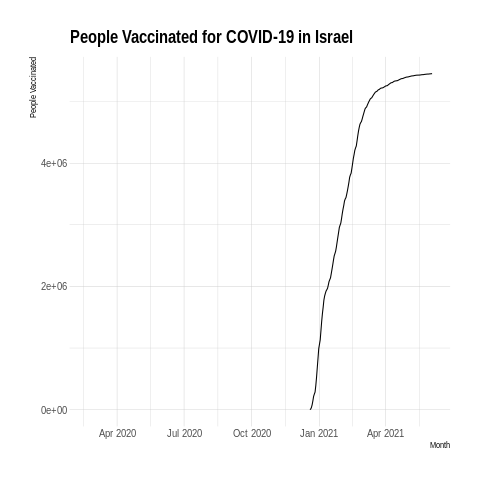 People Vaccinated for COVID-19 in Israel
People Vaccinated
4e+06
2e+06
0e+00
Apr 2020 Jul 2020 Oct 2020 Jan 2021 Apr 2021
Month